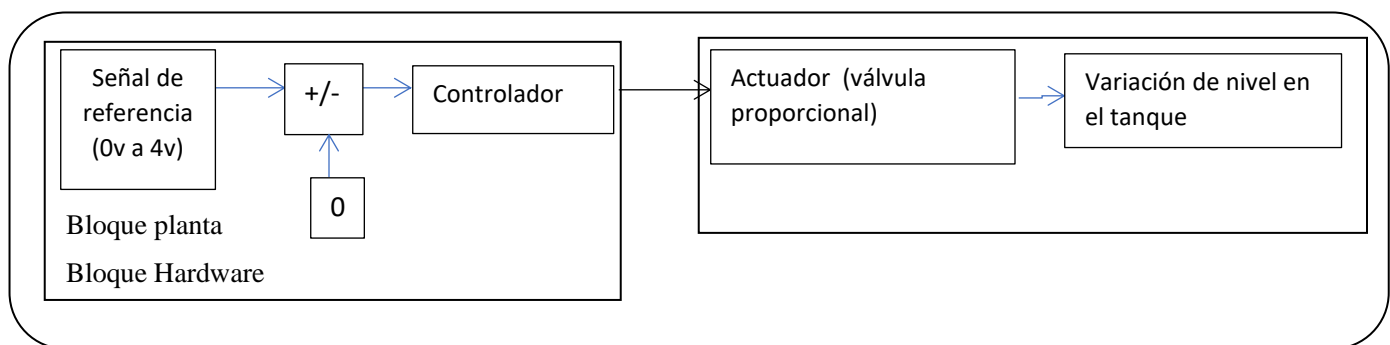 Señal de
referencia
(0v a 4v)
+/-
Controlador
0
Bloque planta
Bloque Hardware
Actuador (válvula
proporcional)
Variación de nivel en
el tanque